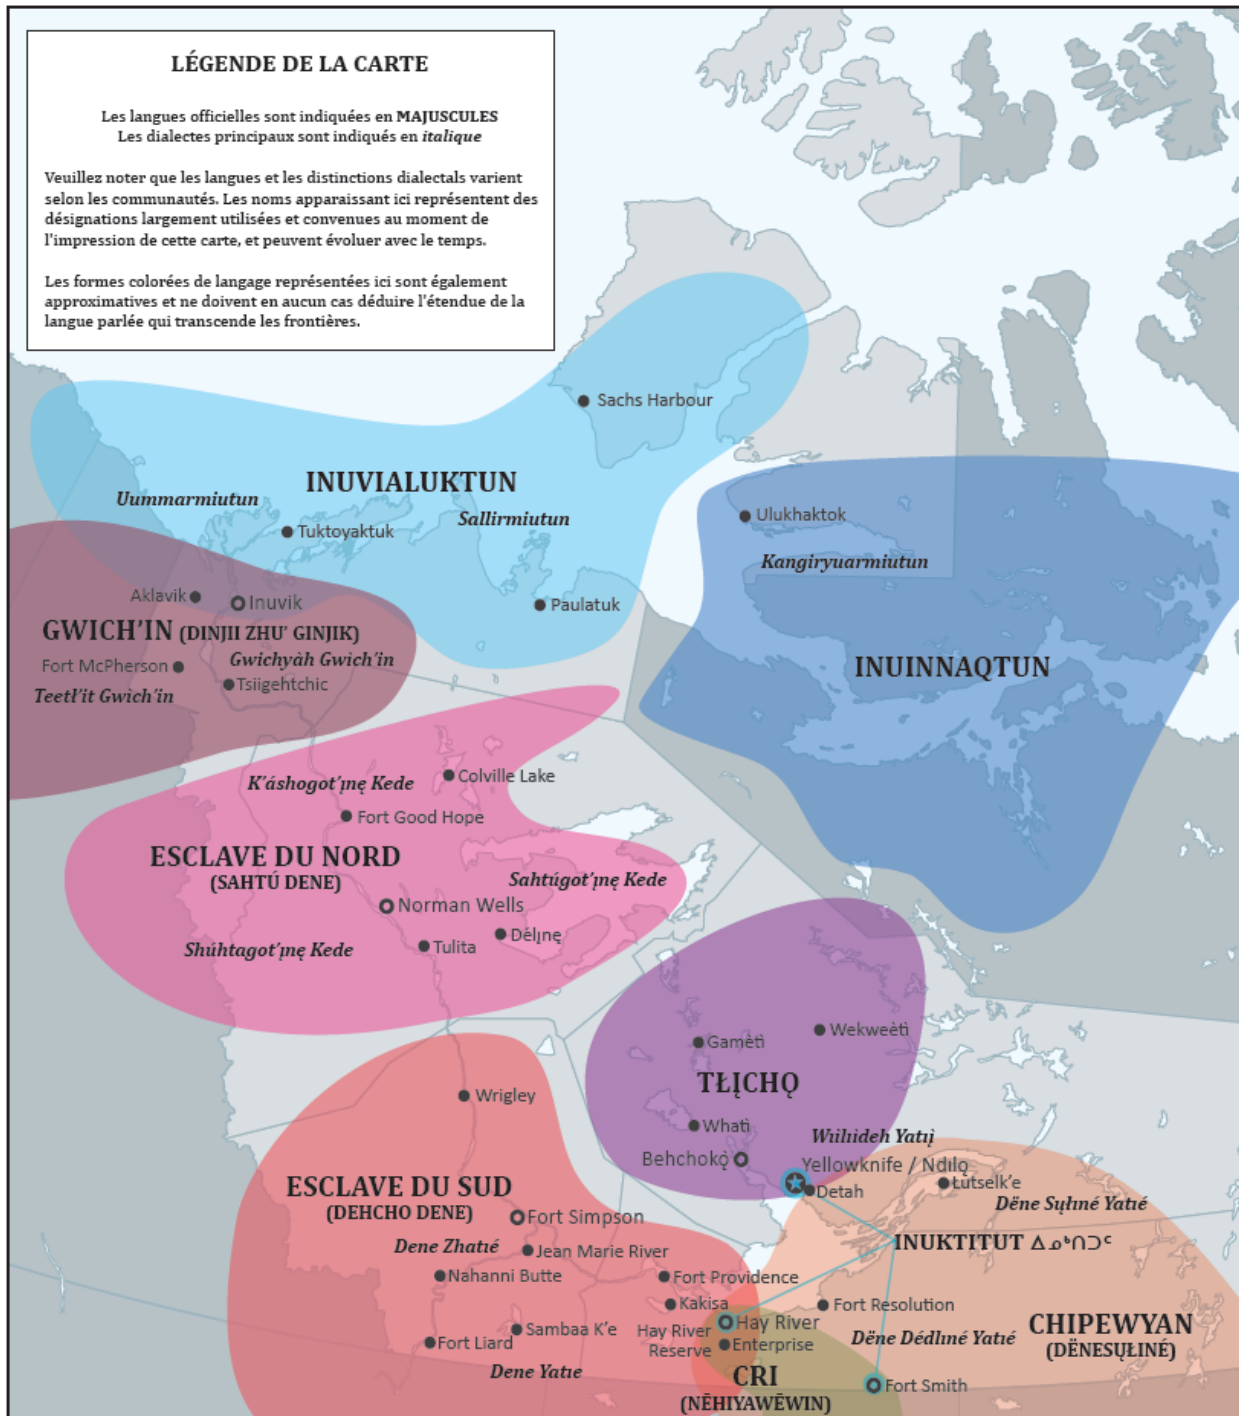 LÉGENDE DE LA CARTE
Les langues officielles sont indiquées en MAJUSCULES
Les dialectes principaux sont indiqués en italique
Veuillez noter que les langues et les distinctions dialectals varient
selon les communautés. Les noms apparaissant ici représentent des
désignations largement utilisées et convenues au moment de
l'impression de cette carte, et peuvent évoluer avec le temps.
Les formes colorées de langage représentées ici sont également
approximatives et ne doivent en aucun cas déduire l'étendue de la
langue parlée qui transcende les frontières.
Sachs Harbour
INUVIALUKTUN
Uummarmiutun
Sallirmiutun
Tuktoyaktuk
Ulukhaktok
Kangiryuarmiutun
Aklavik
Inuvik
Paulatuk
GWICH'IN (DINJII ZHU' GINJIK)
Gwichyàh Gwich'in
Fort McPherson
Tsiigehtchic
Teetł'it Gwich'in
INUINNAQTUN
K'áshogot'ı̨nę Kede
Colville Lake
Fort Good Hope
ESCLAVE DU NORD
(SAHTÚ DENE)
Sahtúgot'ı̨nę Kede
Norman Wells
Délı̨nę
Shúhtagot'ı̨nę Kede
Tulita
Wekweètì
Gamètì
TŁĮCHǪ
Wrigley
Whatì
Wıìlııdeh Yatıį̀
Behchokǫ̀
Yellowknife / Ndılǫ
Detah
Łutselk'e
Dëne Sųłıné Yatıé
ESCLAVE DU SUD
(DEHCHO DENE)
Fort Simpson
INUKTITUT ᐃᓄᒃᑎᑐᑦ
Dene Zhatıé
Jean Marie River
Nahanni Butte
Fort Providence
Kakisa
Fort Resolution
Hay River
Hay River
Reserve
Enterprise
Sambaa K'e
Fort Liard
Dëne Dédlıné Yatıé
CHIPEWYAN
(DËNESŲŁINÉ)
Dene Yatıe
CRI
(NĒHIYAWĒWIN)
Fort Smith